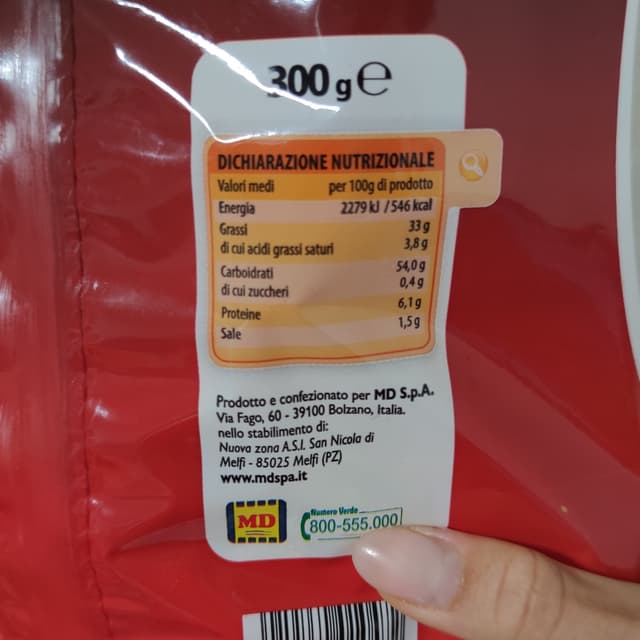 300 g e
DICHIARAZIONE NUTRIZIONALE
Valori medi per 100g di prodotto
Energia 2279 kJ / 546 kcal
Grassi 33 g
di cui acidi grassi saturi 3,8 g
Carboidrati 54,0 g
di cui zuccheri 0,4 g
Proteine 6,1 g
Sale 1,5 g
Prodotto e confezionato per MD S.p.A.
Via Fago, 60 - 39100 Bolzano, Italia.
nello stabilimento di:
Nuova zona A.S.I. San Nicola di
Melfi - 85025 Melfi (PZ)
www.mdspa.it
MD
Numero Verde
800-555.000